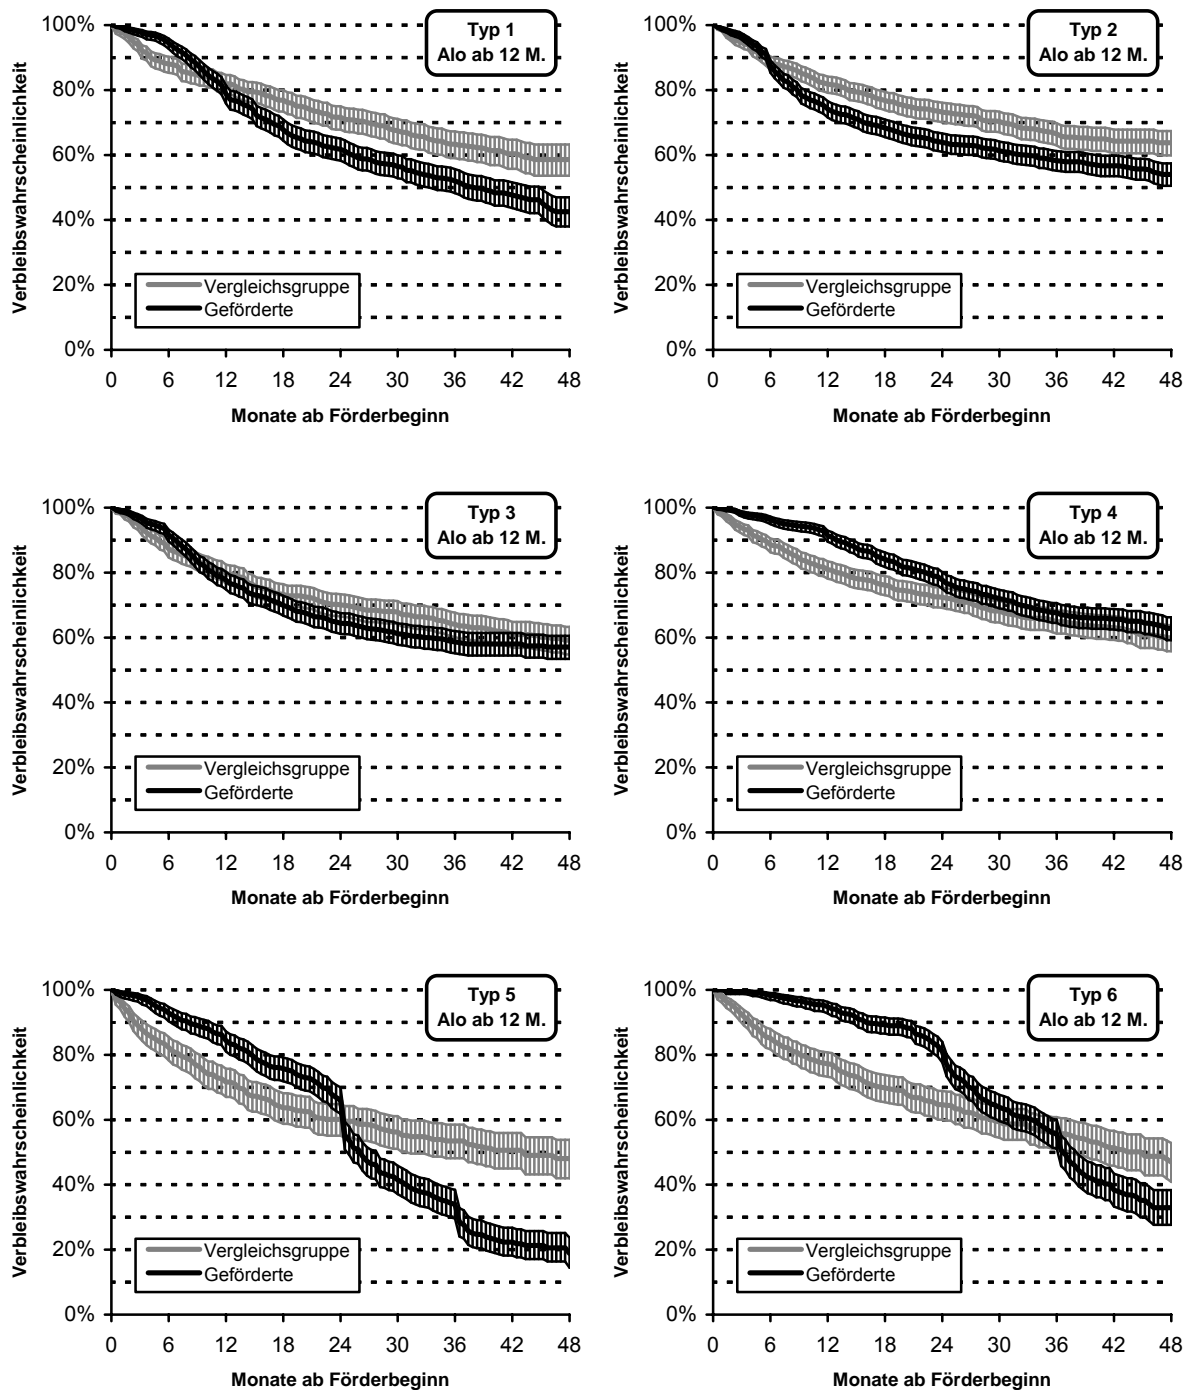 Typ 1
Alo ab 12 M.
Verbleibswahrscheinlichkeit
100%
80%
60%
40%
20%
0%
Vergleichsgruppe
Geförderte
0 6 12 18 24 30 36 42 48
Monate ab Förderbeginn
Typ 2
Alo ab 12 M.
Verbleibswahrscheinlichkeit
100%
80%
60%
40%
20%
0%
Vergleichsgruppe
Geförderte
0 6 12 18 24 30 36 42 48
Monate ab Förderbeginn
Typ 3
Alo ab 12 M.
Verbleibswahrscheinlichkeit
100%
80%
60%
40%
20%
0%
Vergleichsgruppe
Geförderte
0 6 12 18 24 30 36 42 48
Monate ab Förderbeginn
Typ 4
Alo ab 12 M.
Verbleibswahrscheinlichkeit
100%
80%
60%
40%
20%
0%
Vergleichsgruppe
Geförderte
0 6 12 18 24 30 36 42 48
Monate ab Förderbeginn
Typ 5
Alo ab 12 M.
Verbleibswahrscheinlichkeit
100%
80%
60%
40%
20%
0%
Vergleichsgruppe
Geförderte
0 6 12 18 24 30 36 42 48
Monate ab Förderbeginn
Typ 6
Alo ab 12 M.
Verbleibswahrscheinlichkeit
100%
80%
60%
40%
20%
0%
Vergleichsgruppe
Geförderte
0 6 12 18 24 30 36 42 48
Monate ab Förderbeginn